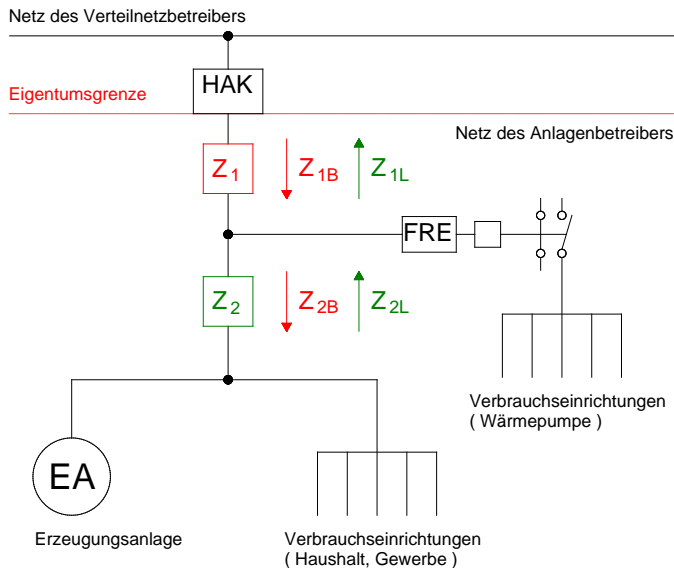 Netz des Verteilnetzbetreibers
HAK
Eigentumsgrenze
Netz des Anlagenbetreibers
Z1 Z1B Z1L
FRE
Z2 Z2B Z2L
Verbrauchseinrichtungen
( Wärmepumpe )
EA
Erzeugungsanlage
Verbrauchseinrichtungen
( Haushalt, Gewerbe )